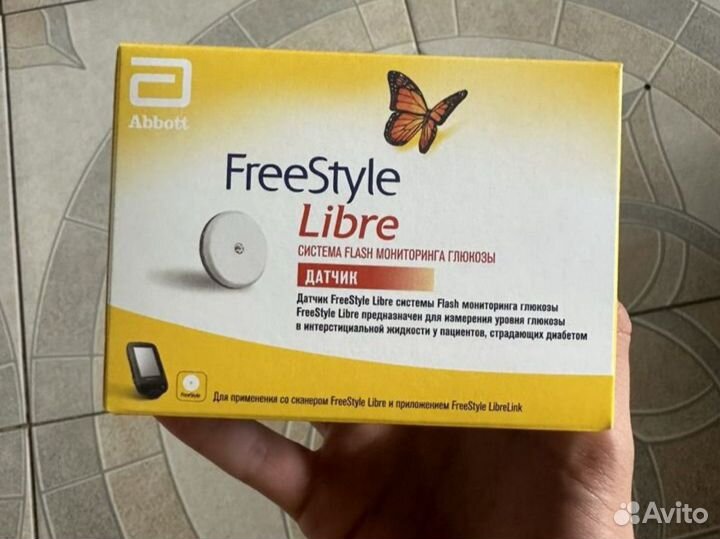 Abbott
FreeStyle
Libre
СИСТЕМА FLASH МОНИТОРИНГА ГЛЮКОЗЫ
ДАТЧИК
Датчик FreeStyle Libre системы Flash мониторинга глюкозы
FreeStyle Libre предназначен для измерения уровня глюкозы
в интерстициальной жидкости у пациентов, страдающих диабетом
FreeStyle
Для применения со сканером FreeStyle Libre и приложением FreeStyle LibreLink
Avito